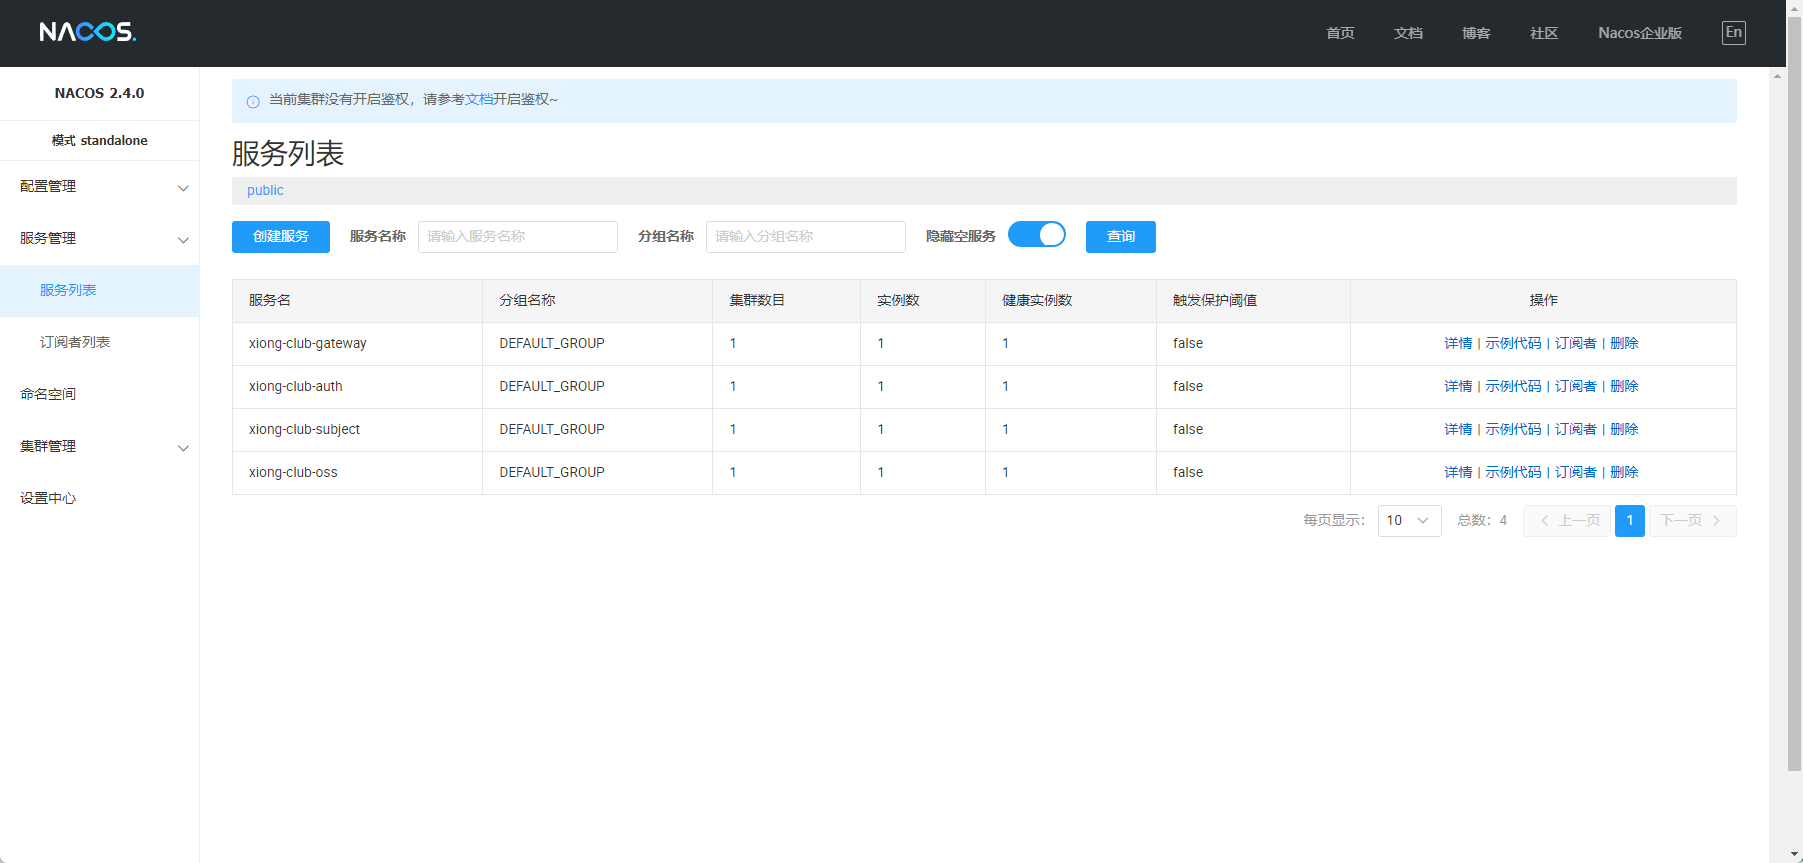 NACOS.
首页 文档 博客 社区 Nacos企业版 En
NACOS 2.4.0
模式 standalone
配置管理
服务管理
服务列表
订阅者列表
命名空间
集群管理
设置中心
当前集群没有开启鉴权，请参考文档开启鉴权~
服务列表
public
创建服务 服务名称 请输入服务名称 分组名称 请输入分组名称 隐藏空服务 查询
服务名 分组名称 集群数目 实例数 健康实例数 触发保护阈值 操作
xiong-club-gateway DEFAULT_GROUP 1 1 1 false 详情 | 示例代码 | 订阅者 | 删除
xiong-club-auth DEFAULT_GROUP 1 1 1 false 详情 | 示例代码 | 订阅者 | 删除
xiong-club-subject DEFAULT_GROUP 1 1 1 false 详情 | 示例代码 | 订阅者 | 删除
xiong-club-oss DEFAULT_GROUP 1 1 1 false 详情 | 示例代码 | 订阅者 | 删除
每页显示： 10 总数：4 上一页 1 下一页